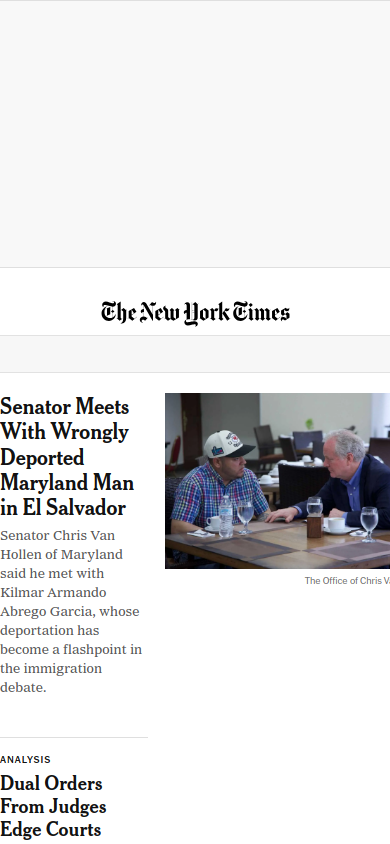 The New York Times
Senator Meets
With Wrongly
Deported
Maryland Man
in El Salvador
Senator Chris Van
Hollen of Maryland
said he met with
Kilmar Armando
Abrego Garcia, whose
deportation has
become a flashpoint in
the immigration
debate.
The Office of Chris
ANALYSIS
Dual Orders
From Judges
Edge Courts